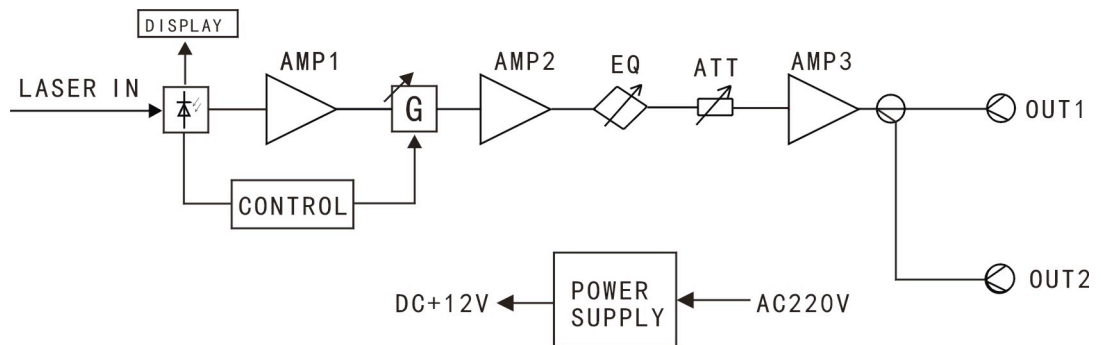 DISPLAY
LASER IN
AMP1
AMP2
EQ
ATT
AMP3
G
OUT1
CONTROL
OUT2
DC+12V
POWER
SUPPLY
AC220V